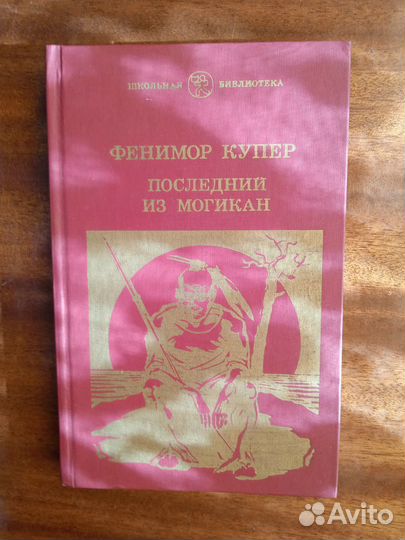 ШКОЛЬНАЯ БИБЛИОТЕКА
ФЕНИМОР КУПЕР
ПОСЛЕДНИЙ
ИЗ МОГИКАН
Avito